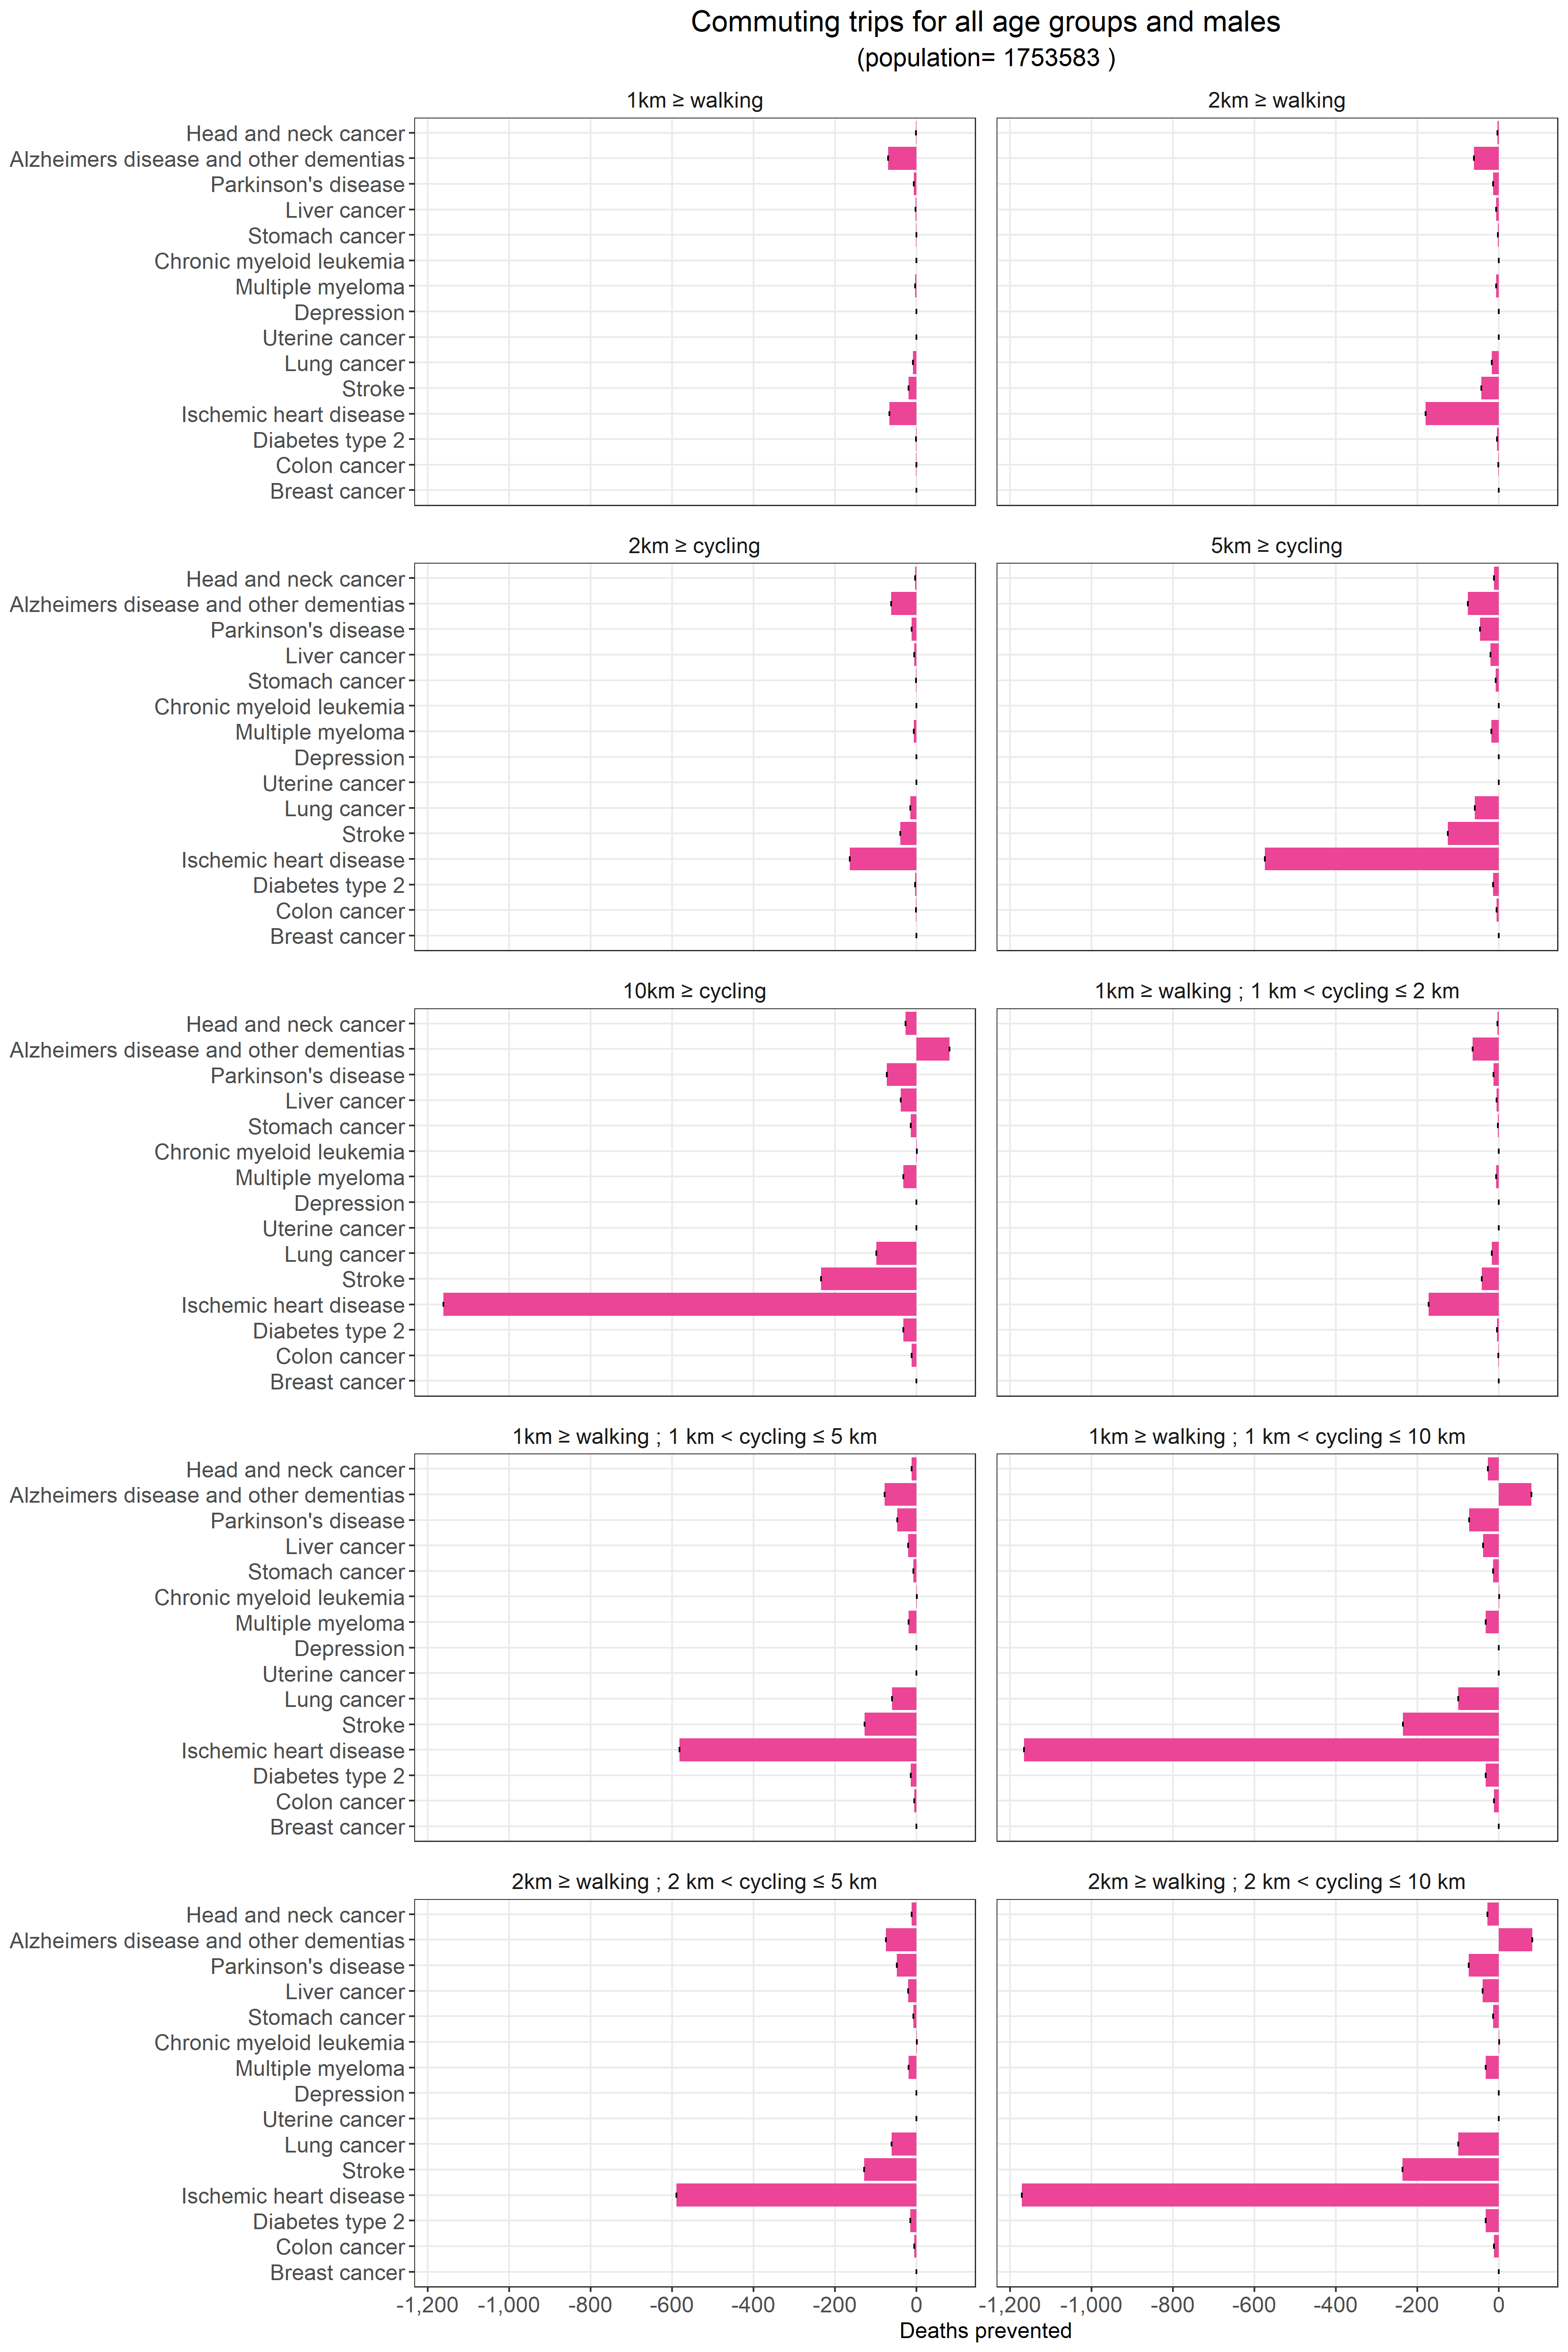 Commuting trips for all age groups and males
(population= 1753583 )
1km ≥ walking
2km ≥ walking
Head and neck cancer
Alzheimers disease and other dementias
Parkinson's disease
Liver cancer
Stomach cancer
Chronic myeloid leukemia
Multiple myeloma
Depression
Uterine cancer
Lung cancer
Stroke
Ischemic heart disease
Diabetes type 2
Colon cancer
Breast cancer
2km ≥ cycling
5km ≥ cycling
Head and neck cancer
Alzheimers disease and other dementias
Parkinson's disease
Liver cancer
Stomach cancer
Chronic myeloid leukemia
Multiple myeloma
Depression
Uterine cancer
Lung cancer
Stroke
Ischemic heart disease
Diabetes type 2
Colon cancer
Breast cancer
10km ≥ cycling
1km ≥ walking ; 1 km < cycling ≤ 2 km
Head and neck cancer
Alzheimers disease and other dementias
Parkinson's disease
Liver cancer
Stomach cancer
Chronic myeloid leukemia
Multiple myeloma
Depression
Uterine cancer
Lung cancer
Stroke
Ischemic heart disease
Diabetes type 2
Colon cancer
Breast cancer
1km ≥ walking ; 1 km < cycling ≤ 5 km
1km ≥ walking ; 1 km < cycling ≤ 10 km
Head and neck cancer
Alzheimers disease and other dementias
Parkinson's disease
Liver cancer
Stomach cancer
Chronic myeloid leukemia
Multiple myeloma
Depression
Uterine cancer
Lung cancer
Stroke
Ischemic heart disease
Diabetes type 2
Colon cancer
Breast cancer
2km ≥ walking ; 2 km < cycling ≤ 5 km
2km ≥ walking ; 2 km < cycling ≤ 10 km
Head and neck cancer
Alzheimers disease and other dementias
Parkinson's disease
Liver cancer
Stomach cancer
Chronic myeloid leukemia
Multiple myeloma
Depression
Uterine cancer
Lung cancer
Stroke
Ischemic heart disease
Diabetes type 2
Colon cancer
Breast cancer
-1,200 -1,000 -800 -600 -400 -200 0
-1,200 -1,000 -800 -600 -400 -200 0
Deaths prevented